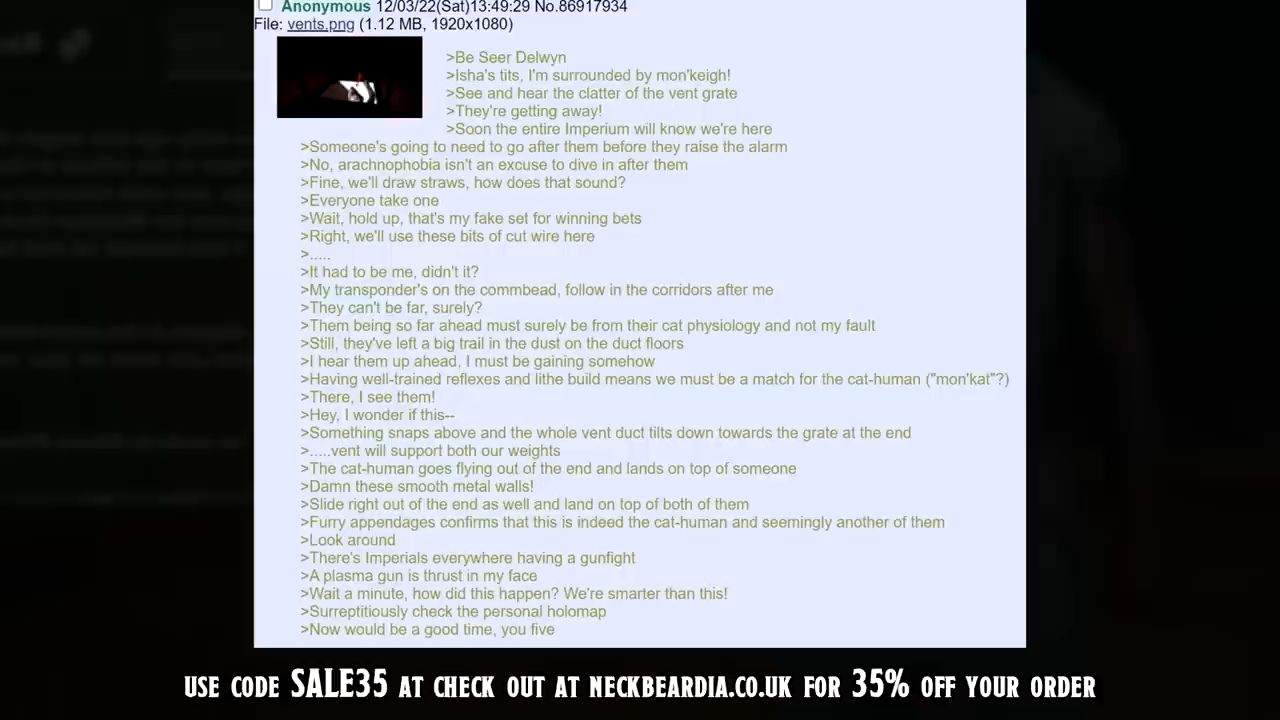 Anonymous 12/03/22(Sat)13:49:29 No.86917934
File: vents.png (1.12 MB, 1920x1080)
>Be Seer Delwyn
>Isha's tits, I'm surrounded by mon'keigh!
>See and hear the clatter of the vent grate
>They're getting away!
>Soon the entire Imperium will know we're here
>Someone's going to need to go after them before they raise the alarm
>No, arachnophobia isn't an excuse to dive in after them
>Fine, we'll draw straws, how does that sound?
>Everyone take one
>Wait, hold up, that's my fake set for winning bets
>Right, we'll use these bits of cut wire here
>.....
>It had to be me, didn't it?
>My transponder's on the commbead, follow in the corridors after me
>They can't be far, surely?
>Them being so far ahead must surely be from their cat physiology and not my fault
>Still, they've left a big trail in the dust on the duct floors
>I hear them up ahead, I must be gaining somehow
>Having well-trained reflexes and lithe build means we must be a match for the cat-human ("mon'kat"?)
>There, I see them!
>Hey, I wonder if this--
>Something snaps above and the whole vent duct tilts down towards the grate at the end
>.....vent will support both our weights
>The cat-human goes flying out of the end and lands on top of someone
>Damn these smooth metal walls!
>Slide right out of the end as well and land on top of both of them
>Furry appendages confirms that this is indeed the cat-human and seemingly another of them
>Look around
>There's Imperials everywhere having a gunfight
>A plasma gun is thrust in my face
>Wait a minute, how did this happen? We're smarter than this!
>Surreptitiously check the personal holomap
>Now would be a good time, you five
USE CODE SALE35 AT CHECK OUT AT NECKBEARDIA.CO.UK FOR 35% OFF YOUR ORDER